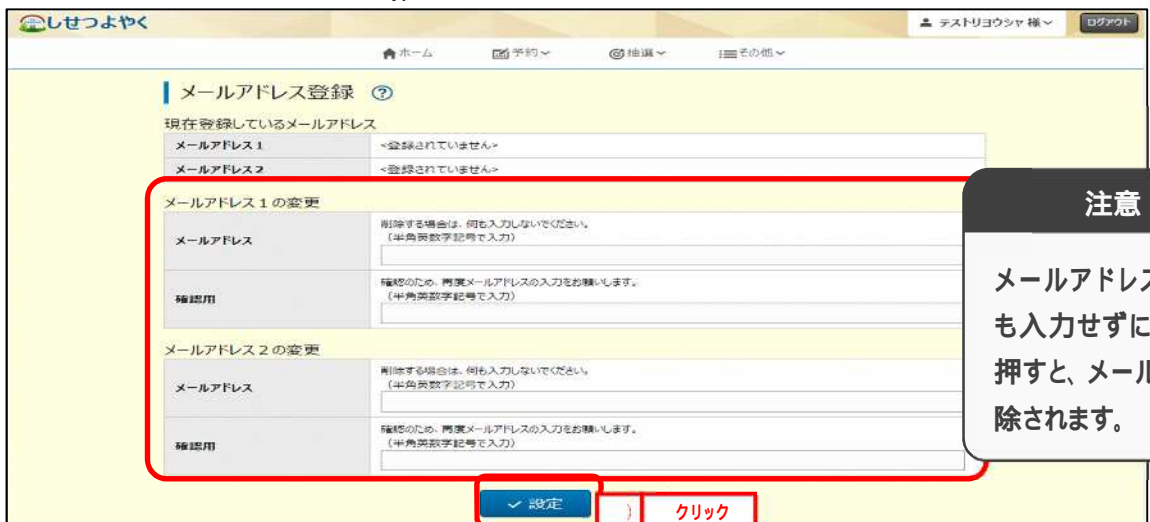 しせつよやく
テストリヨウシャ 様
ログアウト
ホーム 予約 抽選 その他
メールアドレス登録 ?
現在登録しているメールアドレス
メールアドレス1 <登録されていません>
メールアドレス2 <登録されていません>
メールアドレス1の変更
メールアドレス
削除する場合は、何も入力しないでください。
(半角英数字記号で入力)
確認用
確認のため、再度メールアドレスの入力をお願いします。
(半角英数字記号で入力)
メールアドレス2の変更
メールアドレス
削除する場合は、何も入力しないでください。
(半角英数字記号で入力)
確認用
確認のため、再度メールアドレスの入力をお願いします。
(半角英数字記号で入力)
設定
) クリック
注意
メールアドレス
も入力せずに
押すと、メール
除されます。